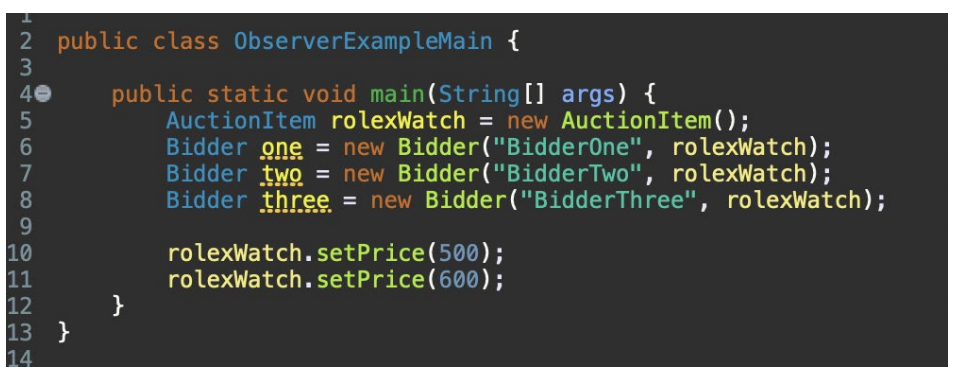 1
2 public class ObserverExampleMain {
3
4 public static void main(String[] args) {
5 AuctionItem rolexWatch = new AuctionItem();
6 Bidder one = new Bidder("BidderOne", rolexWatch);
7 Bidder two = new Bidder("BidderTwo", rolexWatch);
8 Bidder three = new Bidder("BidderThree", rolexWatch);
9
10 rolexWatch.setPrice(500);
11 rolexWatch.setPrice(600);
12 }
13 }
14